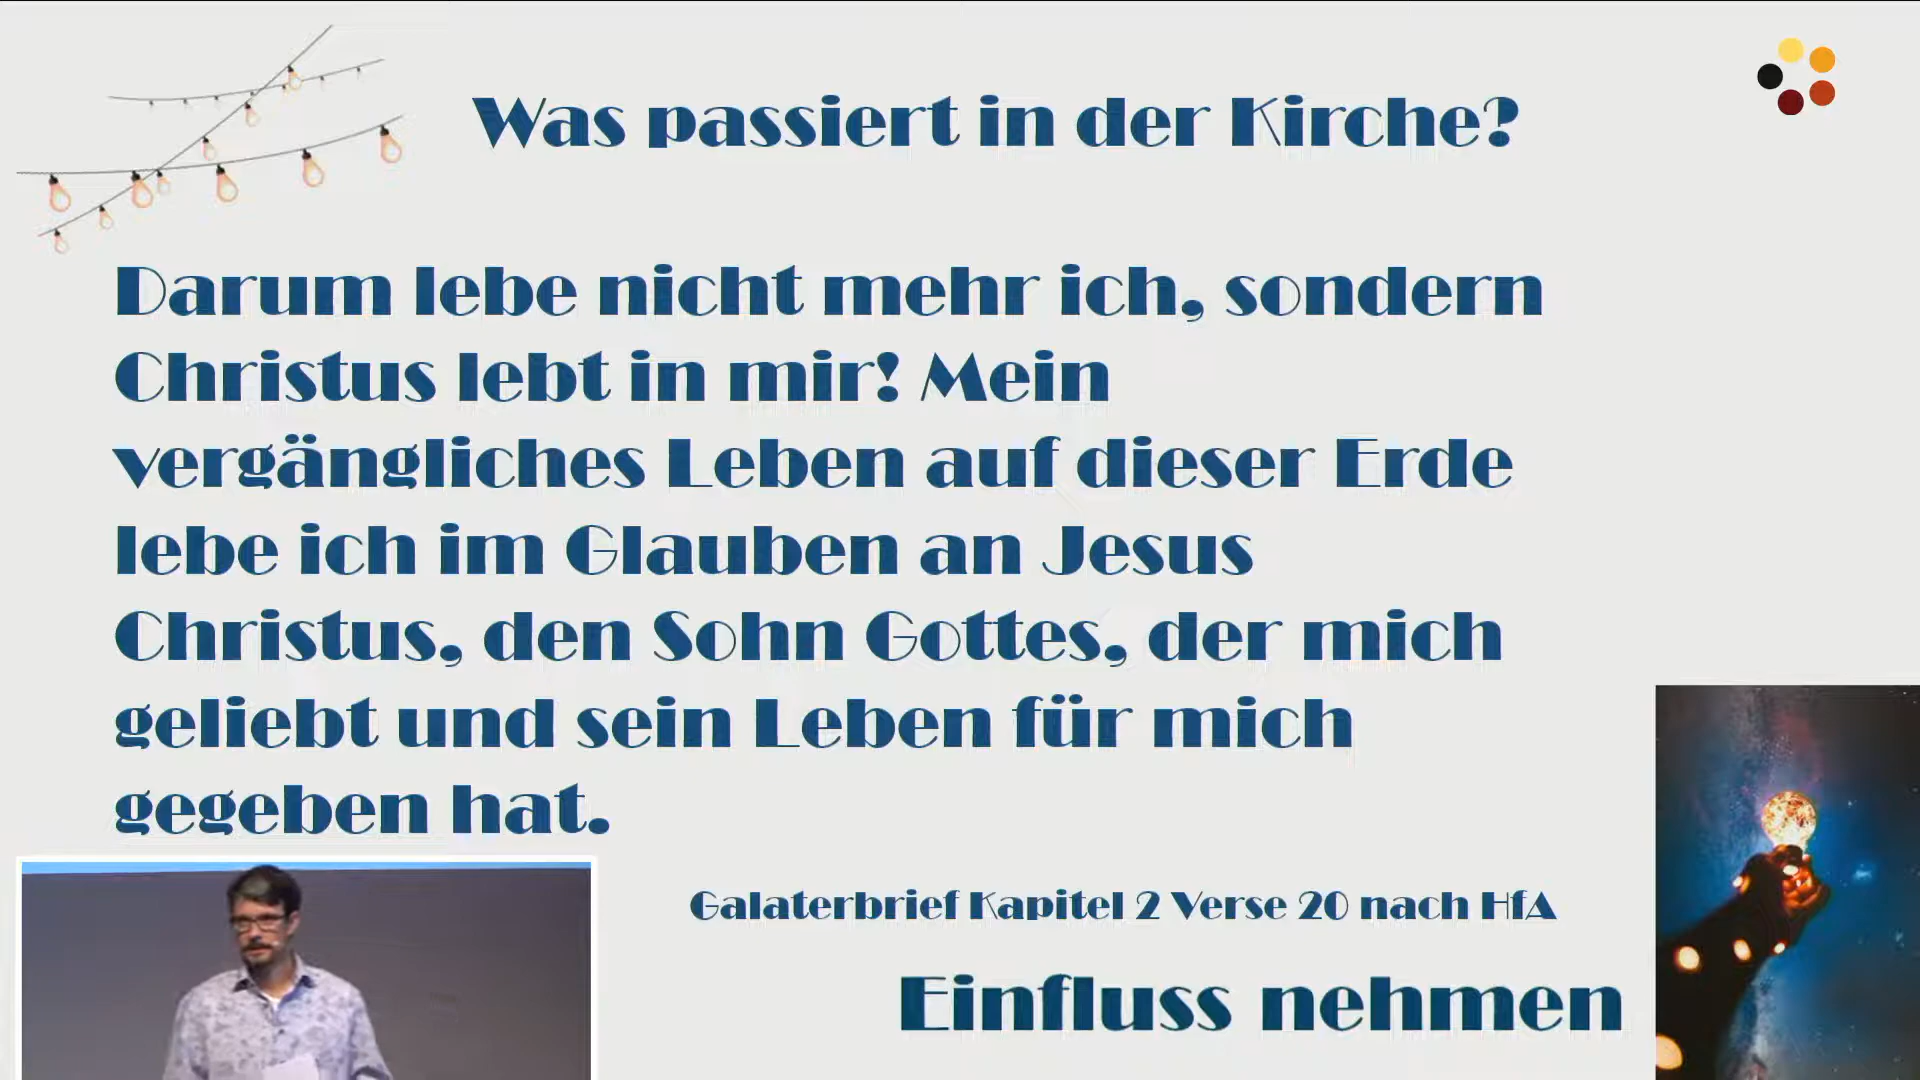 Was passiert in der Kirche?
Darum lebe nicht mehr ich, sondern
Christus lebt in mir! Mein
vergängliches Leben auf dieser Erde
lebe ich im Glauben an Jesus
Christus, den Sohn Gottes, der mich
geliebt und sein Leben für mich
gegeben hat.
Galaterbrief Kapitel 2 Verse 20 nach HfA
Einfluss nehmen